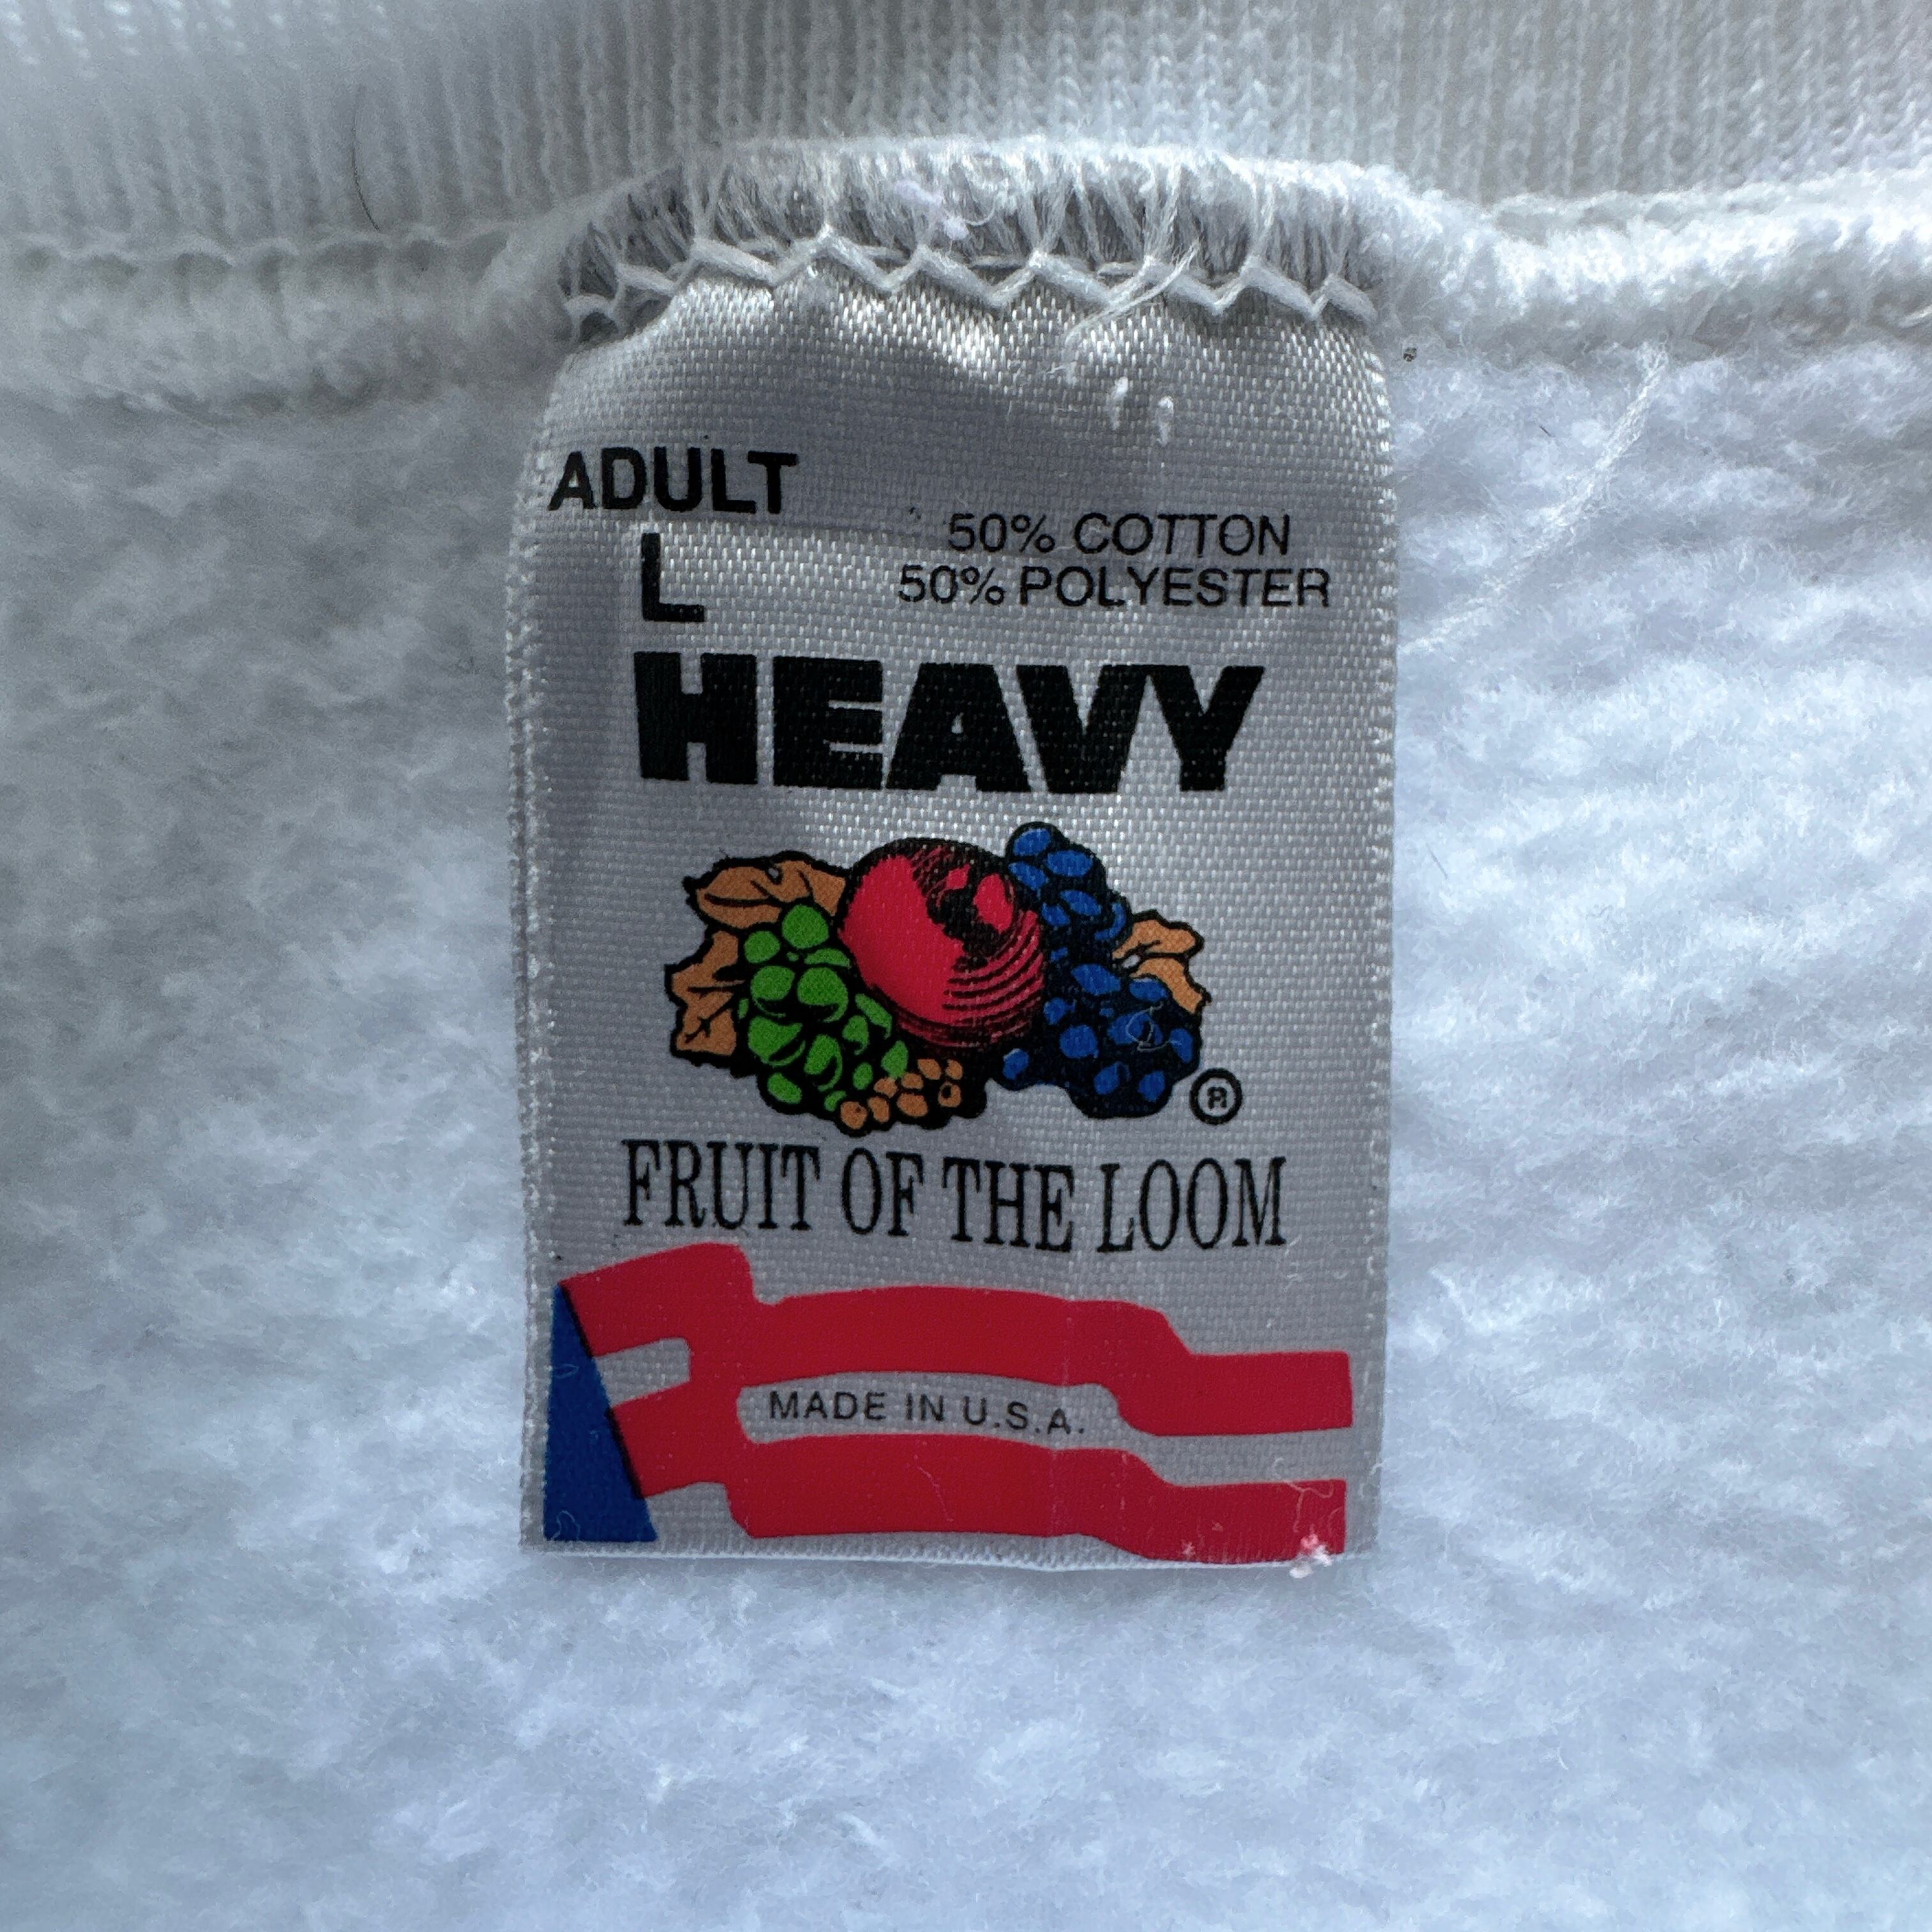 ADULT
L
50% COTTON
50% POLYESTER
HEAVY
®
FRUIT OF THE LOOM
MADE IN U.S.A.